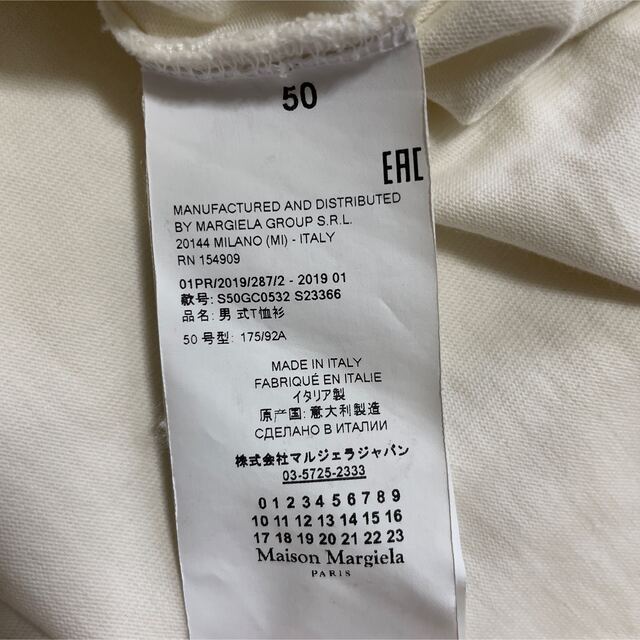 50
EAC
MANUFACTURED AND DISTRIBUTED
BY MARGIELA GROUP S.R.L.
20144 MILANO (MI) - ITALY
RN 154909
01PR/2019/287/2 - 2019 01
款号: S50GC0532 S23366
品名: 男 式T恤衫
50 号型: 175/92A
MADE IN ITALY
FABRIQUÉ EN ITALIE
イタリア製
原产国: 意大利製造
СДЕЛАНО В ИТАЛИИ
株式会社マルジェラジャパン
03-5725-2333
0 1 2 3 4 5 6 7 8 9
10 11 12 13 14 15 16
17 18 19 20 21 22 23
Maison Margiela
PARIS